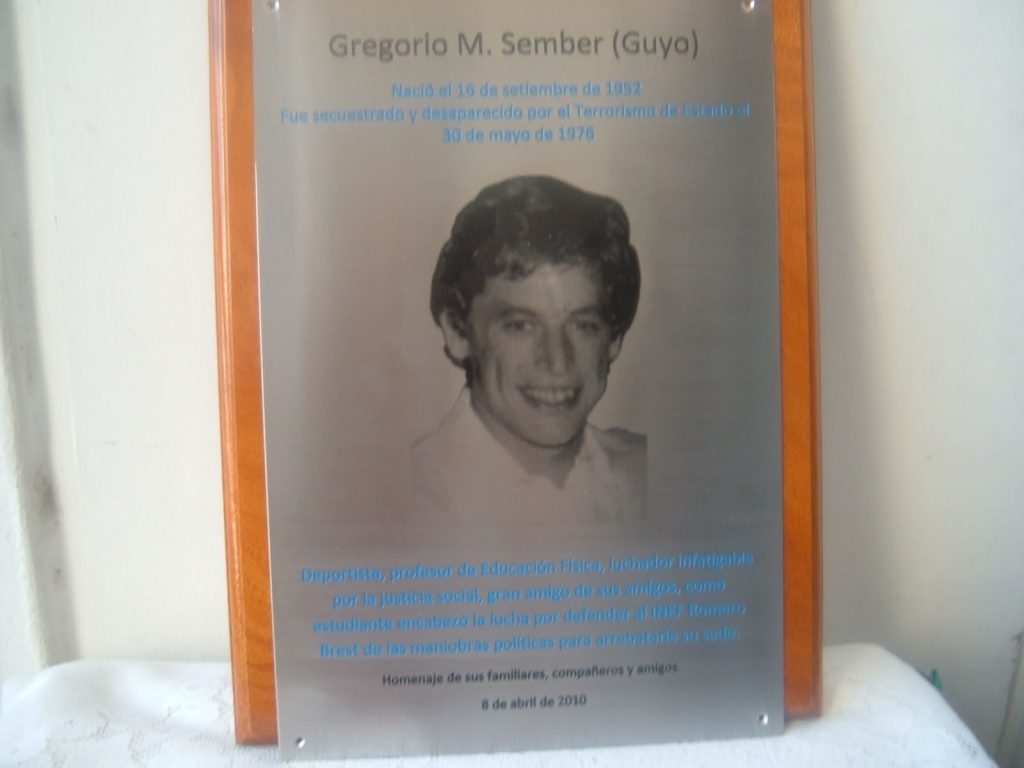 Gregorio M. Sember (Guyo)
Nació el 16 de setiembre de 1952
Fue secuestrado y desaparecido por el Terrorismo de Estado el
30 de mayo de 1976
Deportista, profesor de Educación Física, luchador infatigable
por la justicia social, gran amigo de sus amigos, como
estudiante encabezó la lucha por defender al INEF Romero
Brest de las maniobras políticas para arrebatarle su sede.
Homenaje de sus familiares, compañeros y amigos
8 de abril de 2010